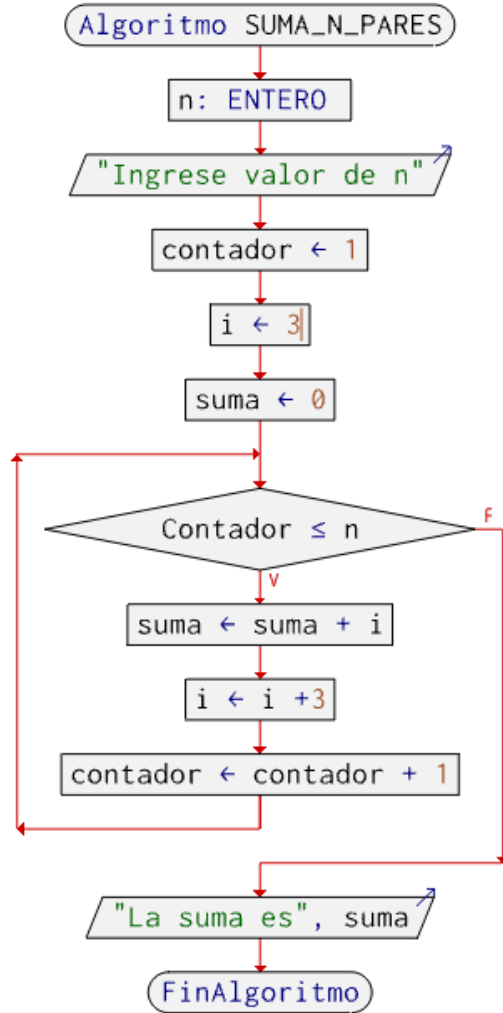 Algoritmo SUMA_N_PARES
n: ENTERO
"Ingrese valor de n"
contador ← 1
i ← 3
suma ← 0
Contador ≤ n
F
V
suma ← suma + i
i ← i +3
contador ← contador + 1
"La suma es", suma
FinAlgoritmo